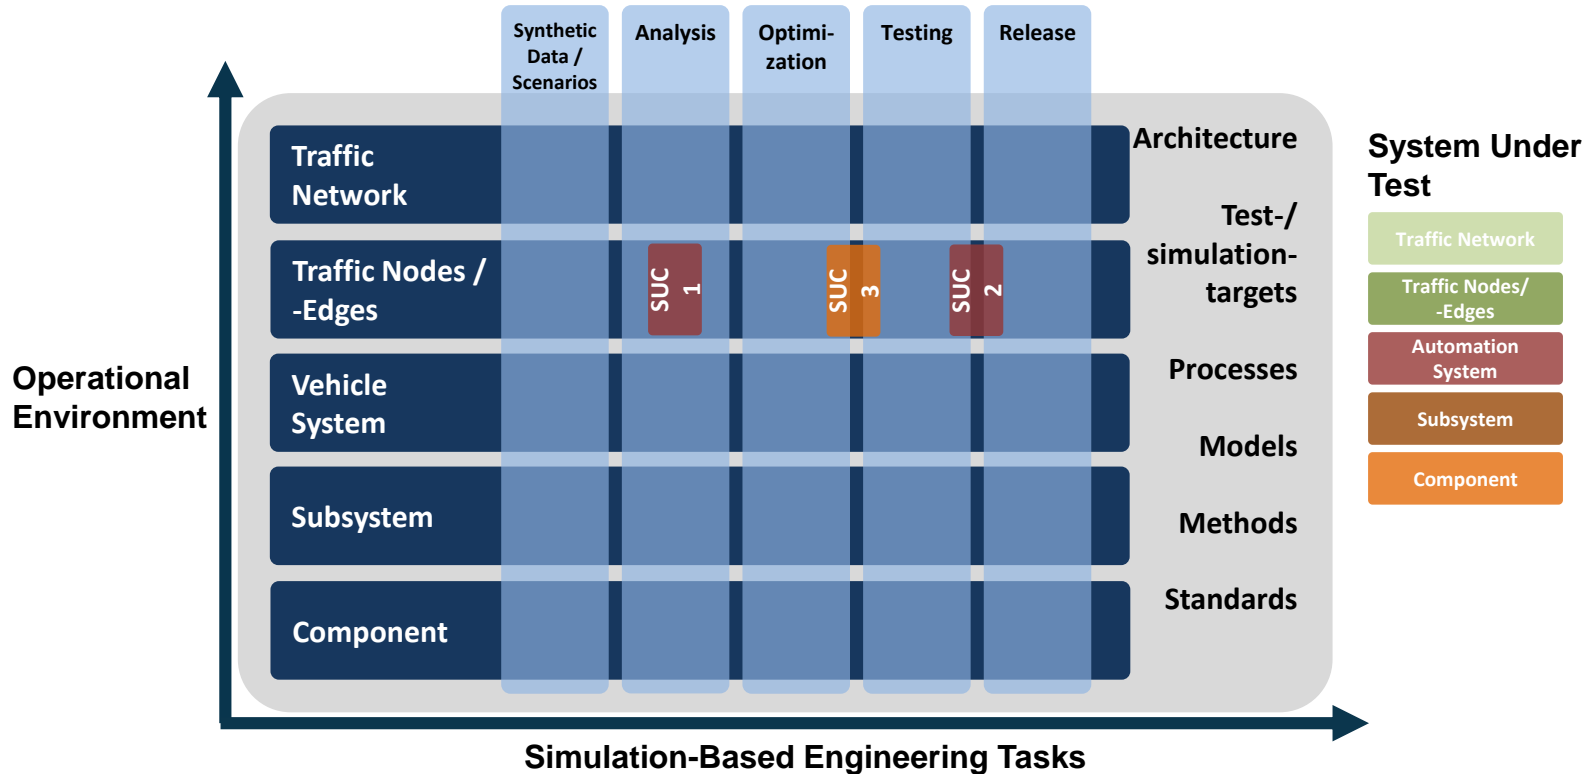 Synthetic
Data /
Scenarios
Analysis
Optimi-
zation
Testing
Release
Traffic
Network
Traffic Nodes /
-Edges
Vehicle
System
Subsystem
Component
SUC
1
SUC
3
SUC
2
Architecture
Test-/
simulation-
targets
Processes
Models
Methods
Standards
System Under
Test
Traffic Network
Traffic Nodes/
-Edges
Automation
System
Subsystem
Component
Operational
Environment
Simulation-Based Engineering Tasks